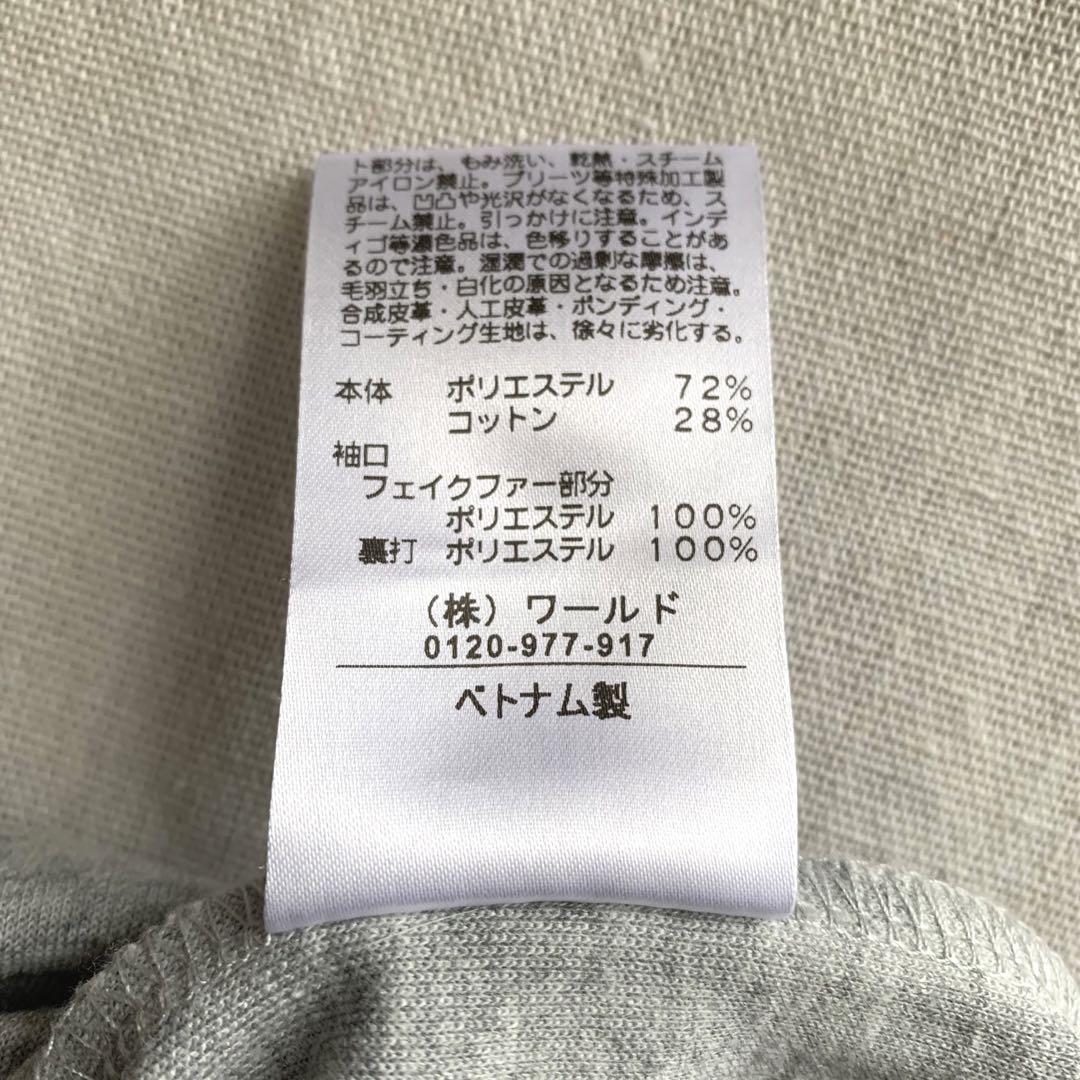 ト部分は、もみ洗い、乾熱・スチーム
アイロン禁止。プリーツ等特殊加工製
品は、凹凸や光沢がなくなるため、ス
チーム禁止。引っかけに注意。インデ
ィゴ等濃色品は、色移りすることがあ
るので注意。湿潤での過剰な摩擦は、
毛羽立ち・白化の原因となるため注意。
合成皮革・人工皮革・ボンディング・
コーティング生地は、徐々に劣化する。
本体 ポリエステル 72%
コットン 28%
袖口
フェイクファー部分
ポリエステル 100%
裏打 ポリエステル 100%
（株）ワールド
0120-977-917
ベトナム製